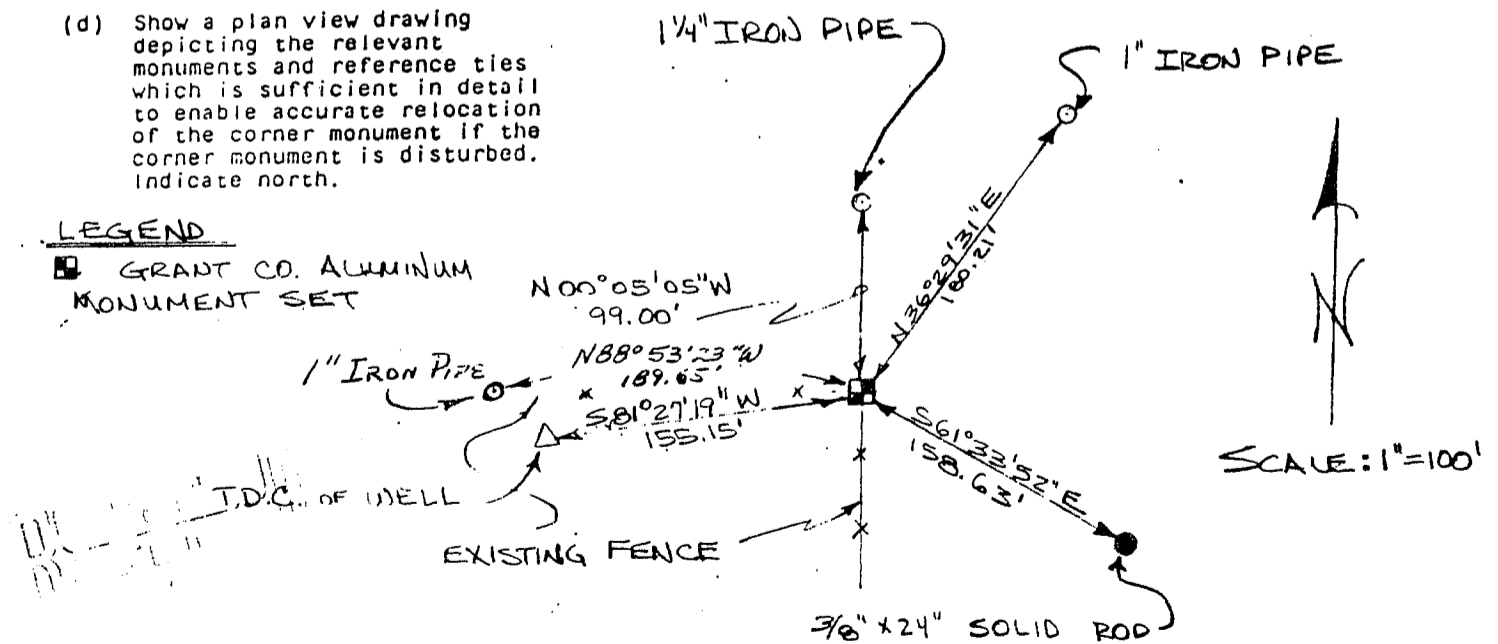 (d) Show a plan view drawing
depicting the relevant
monuments and reference ties
which is sufficient in detail
to enable accurate relocation
of the corner monument if the
corner monument is disturbed.
Indicate north.
1¼" IRON PIPE
1" IRON PIPE
LEGEND
GRANT CO. ALUMINUM
MONUMENT SET
N 00°05'05" W
99.00'
N 36°29'31" E
180.21'
N
1" IRON PIPE
N88°53'23"W
189.65'
S81°27'19" W
155.15'
S61°33'52" E
158.63'
SCALE: 1"=100'
T.D.C. OF WELL
EXISTING FENCE
3/8" x 24" SOLID ROD